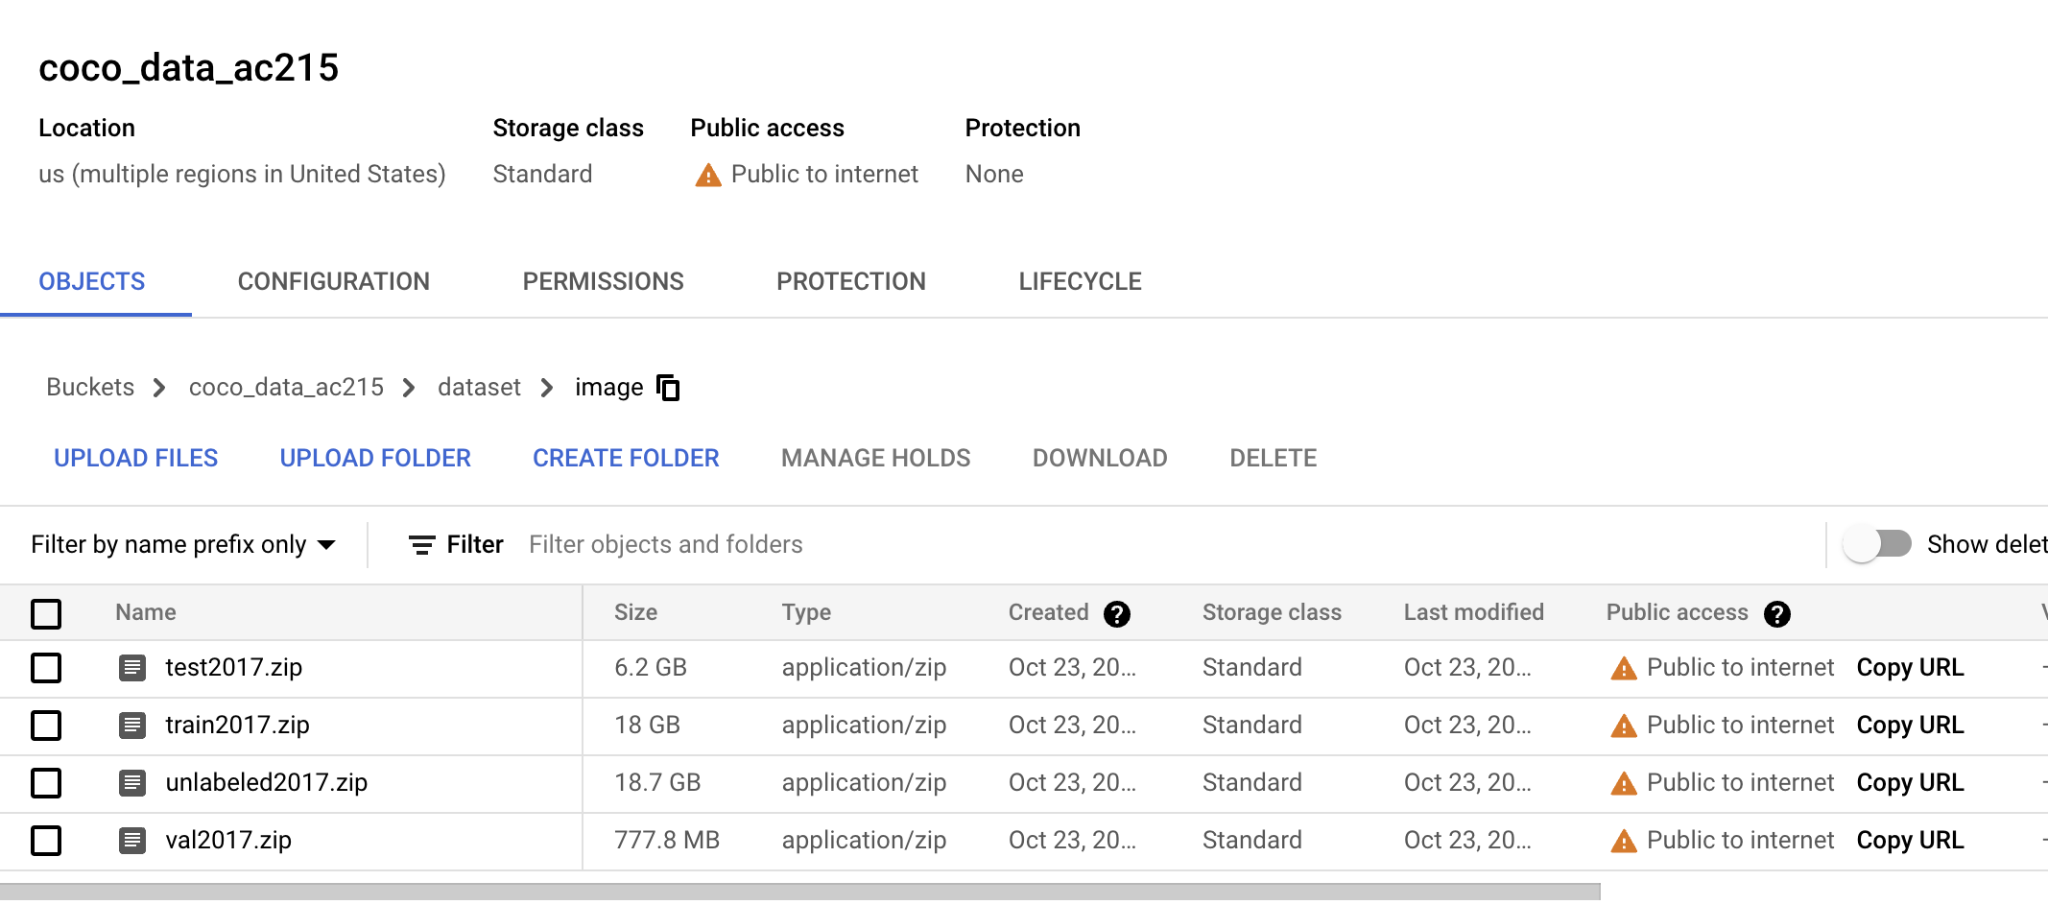 coco_data_ac215
Location Storage class Public access Protection
us (multiple regions in United States) Standard Public to internet None
OBJECTS CONFIGURATION PERMISSIONS PROTECTION LIFECYCLE
Buckets > coco_data_ac215 > dataset > image
UPLOAD FILES UPLOAD FOLDER CREATE FOLDER MANAGE HOLDS DOWNLOAD DELETE
Filter by name prefix only Filter Filter objects and folders Show delet
Name Size Type Created ? Storage class Last modified Public access ?
test2017.zip 6.2 GB application/zip Oct 23, 20... Standard Oct 23, 20... Public to internet Copy URL
train2017.zip 18 GB application/zip Oct 23, 20... Standard Oct 23, 20... Public to internet Copy URL
unlabeled2017.zip 18.7 GB application/zip Oct 23, 20... Standard Oct 23, 20... Public to internet Copy URL
val2017.zip 777.8 MB application/zip Oct 23, 20... Standard Oct 23, 20... Public to internet Copy URL